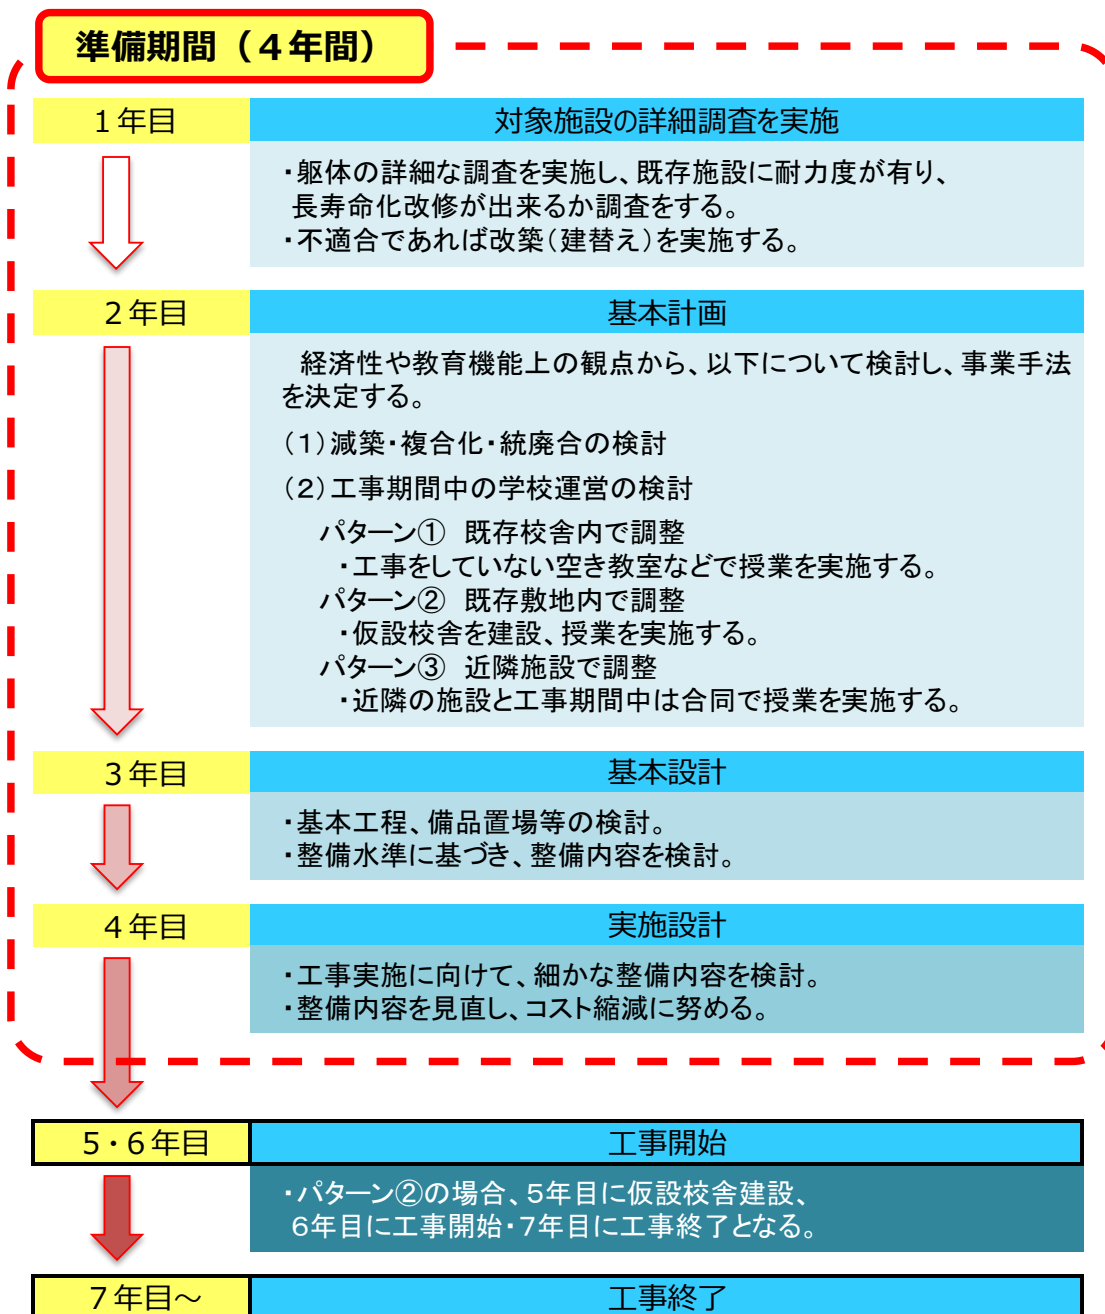 準備期間（４年間）
１年目
対象施設の詳細調査を実施
・躯体の詳細な調査を実施し、既存施設に耐力度が有り、
長寿命化改修が出来るか調査をする。
・不適合であれば改築（建替え）を実施する。
２年目
基本計画
経済性や教育機能上の観点から、以下について検討し、事業手法
を決定する。
（１）減築・複合化・統廃合の検討
（２）工事期間中の学校運営の検討
パターン①　既存校舎内で調整
・工事をしていない空き教室などで授業を実施する。
パターン②　既存敷地内で調整
・仮設校舎を建設、授業を実施する。
パターン③　近隣施設で調整
・近隣の施設と工事期間中は合同で授業を実施する。
３年目
基本設計
・基本工程、備品置場等の検討。
・整備水準に基づき、整備内容を検討。
４年目
実施設計
・工事実施に向けて、細かな整備内容を検討。
・整備内容を見直し、コスト縮減に努める。
５・６年目
工事開始
・パターン②の場合、５年目に仮設校舎建設、
６年目に工事開始・７年目に工事終了となる。
７年目～
工事終了